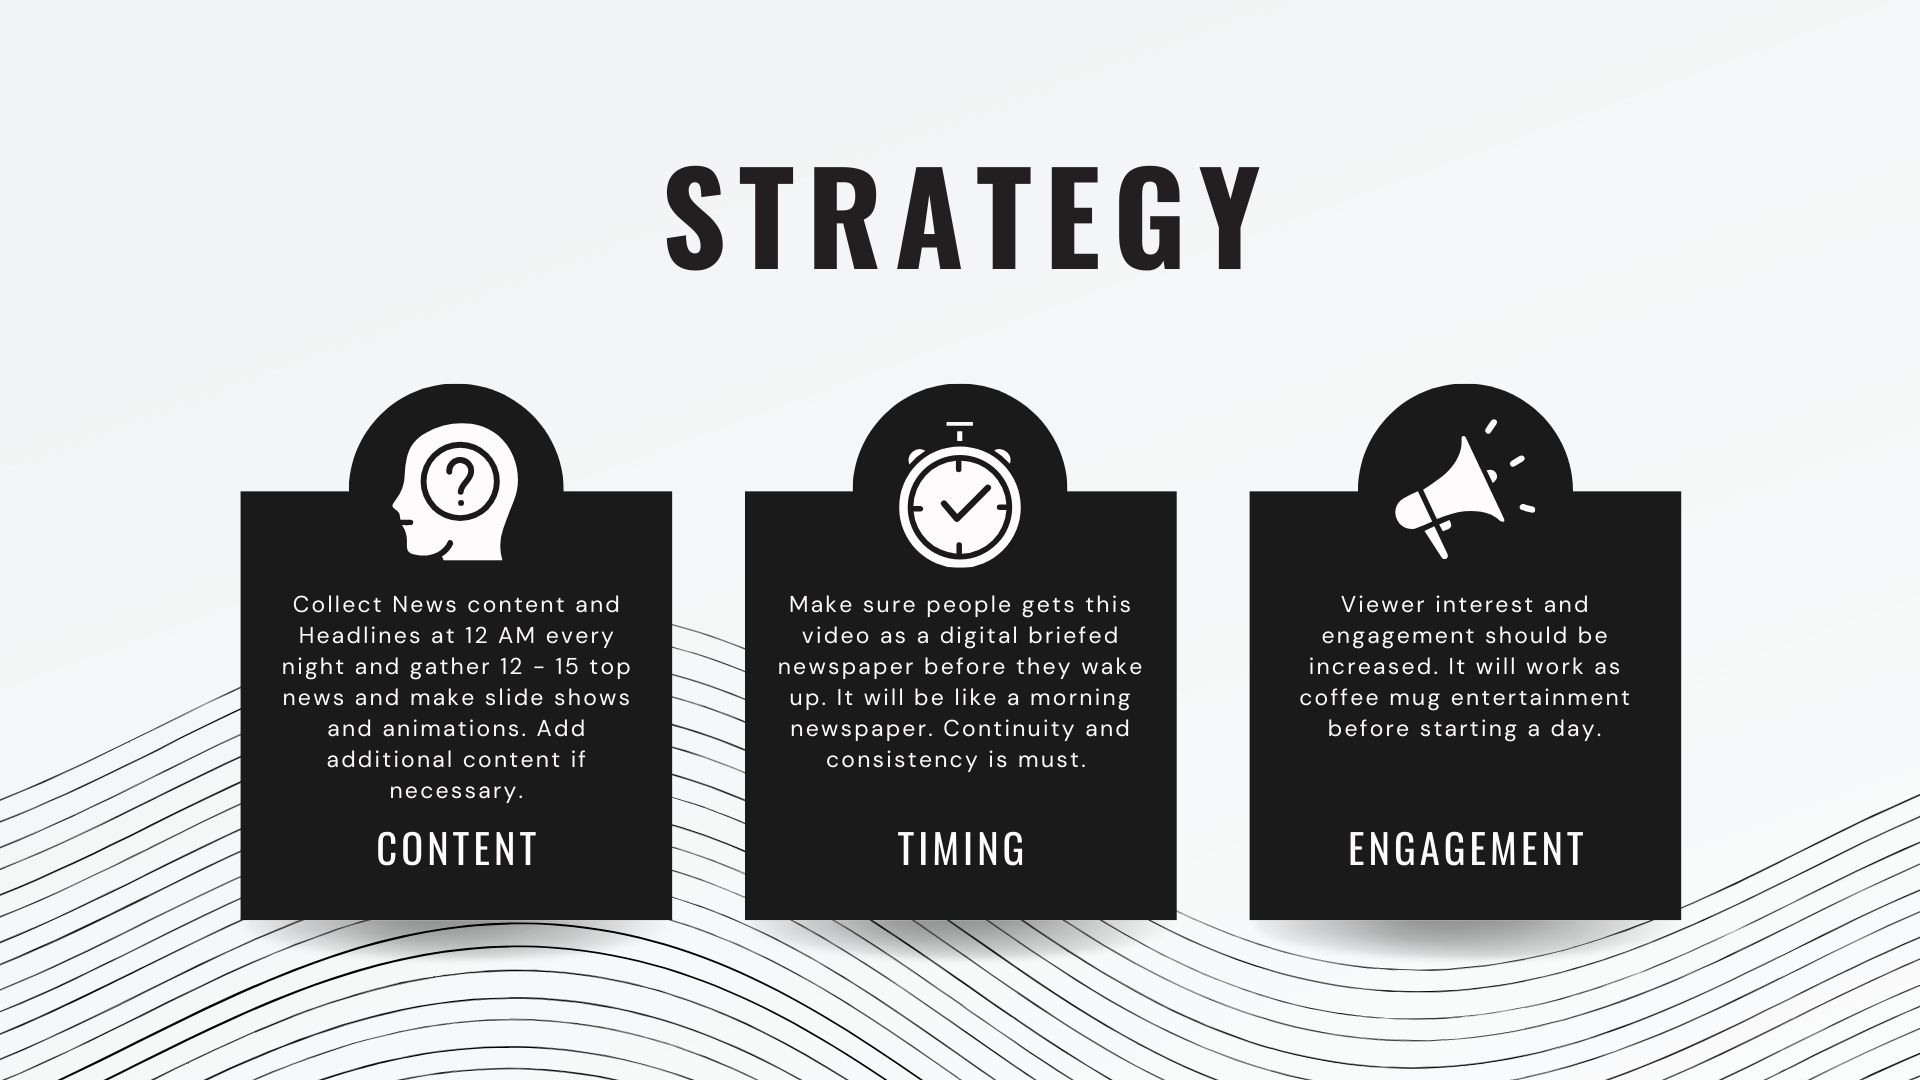 STRATEGY
Collect News content and
Headlines at 12 AM every
night and gather 12 - 15 top
news and make slide shows
and animations. Add
additional content if
necessary.
CONTENT
Make sure people gets this
video as a digital briefed
newspaper before they wake
up. It will be like a morning
newspaper. Continuity and
consistency is must.
TIMING
Viewer interest and
engagement should be
increased. It will work as
coffee mug entertainment
before starting a day.
ENGAGEMENT